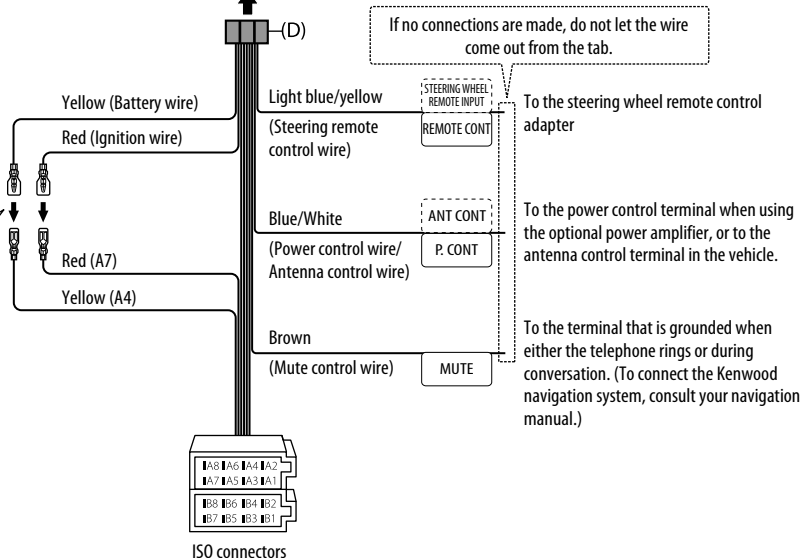 (D)
If no connections are made, do not let the wire
come out from the tab.
Yellow (Battery wire)
Red (Ignition wire)
Light blue/yellow
(Steering remote
control wire)
STEERING WHEEL
REMOTE INPUT
REMOTE CONT
To the steering wheel remote control
adapter
Blue/White
(Power control wire/
Antenna control wire)
ANT CONT
P. CONT
To the power control terminal when using
the optional power amplifier, or to the
antenna control terminal in the vehicle.
Red (A7)
Yellow (A4)
Brown
(Mute control wire)
MUTE
To the terminal that is grounded when
either the telephone rings or during
conversation. (To connect the Kenwood
navigation system, consult your navigation
manual.)
A8 A6 A4 A2
A7 A5 A3 A1
B8 B6 B4 B2
B7 B5 B3 B1
ISO connectors